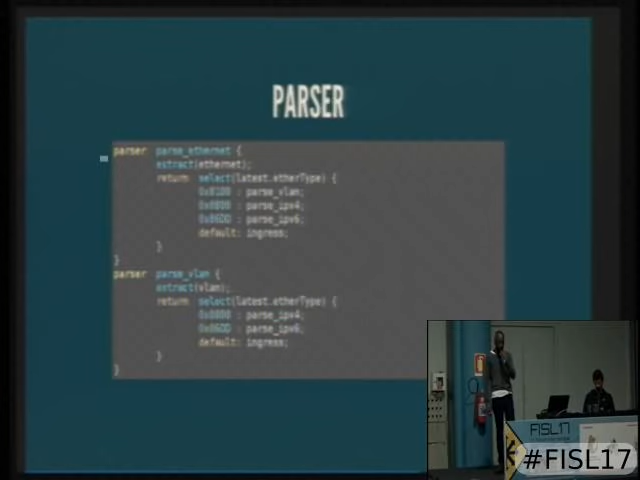 PARSER
parser parse_ethernet {
extract(ethernet);
return select(latest.etherType) {
0x8100 : parse_vlan;
0x0800 : parse_ipv4;
0x86DD : parse_ipv6;
default: ingress;
}
}
parser parse_vlan {
extract(vlan);
return select(latest.etherType) {
0x0800 : parse_ipv4;
0x86DD : parse_ipv6;
default: ingress;
}
}
FISL17
#FISL17